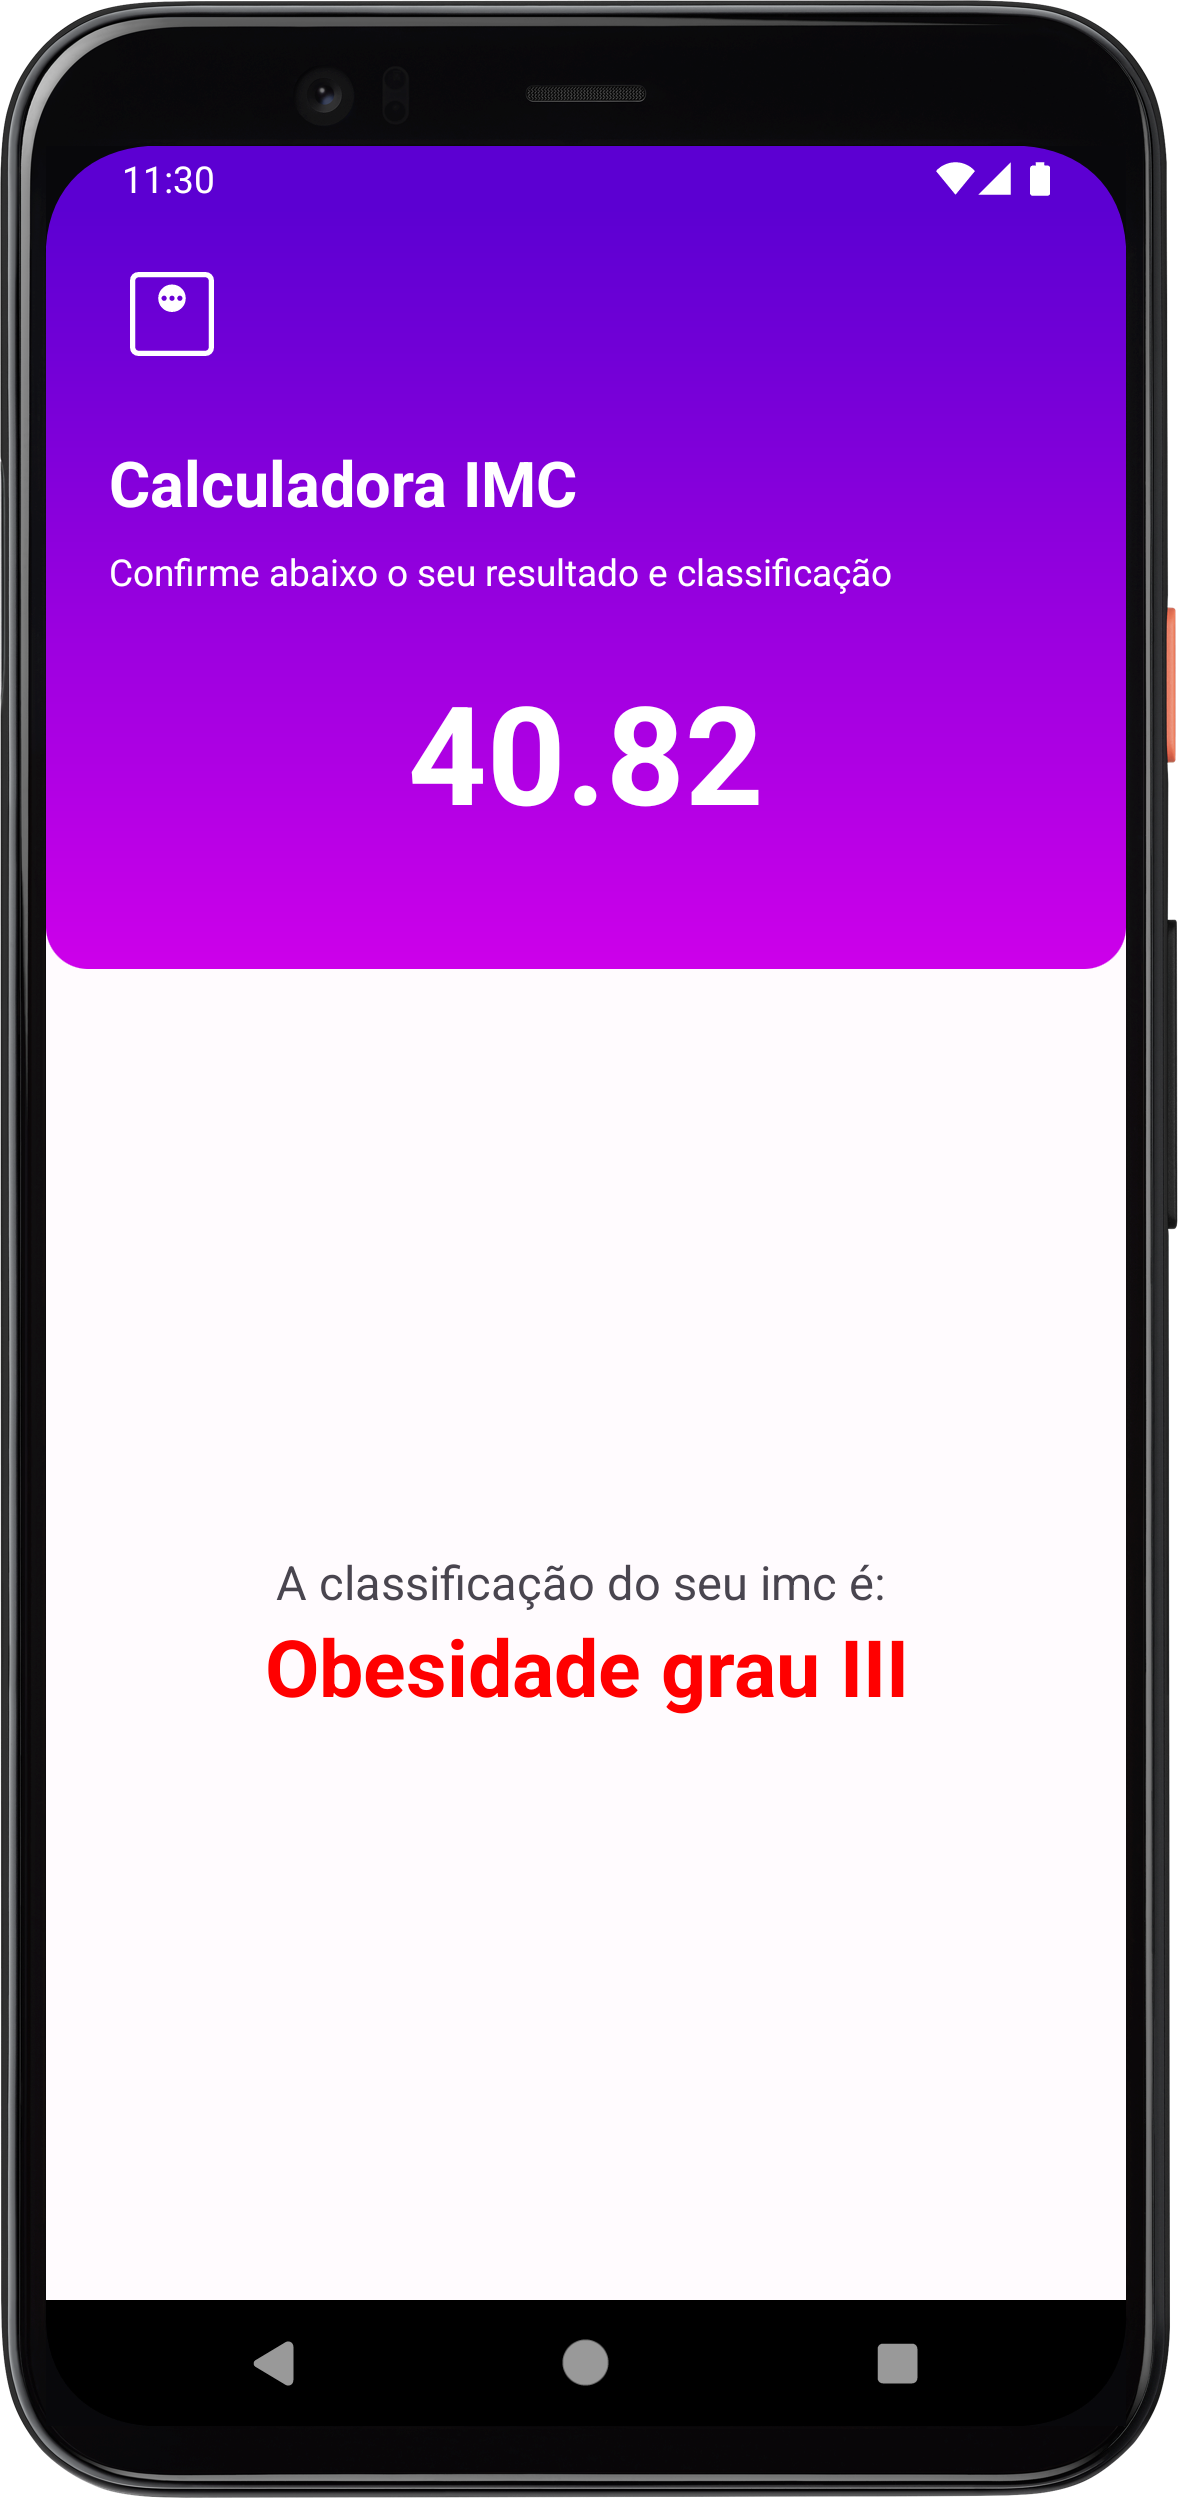 11:30
Calculadora IMC
Confirme abaixo o seu resultado e classificação
40.82
A classificação do seu imc é:
Obesidade grau III